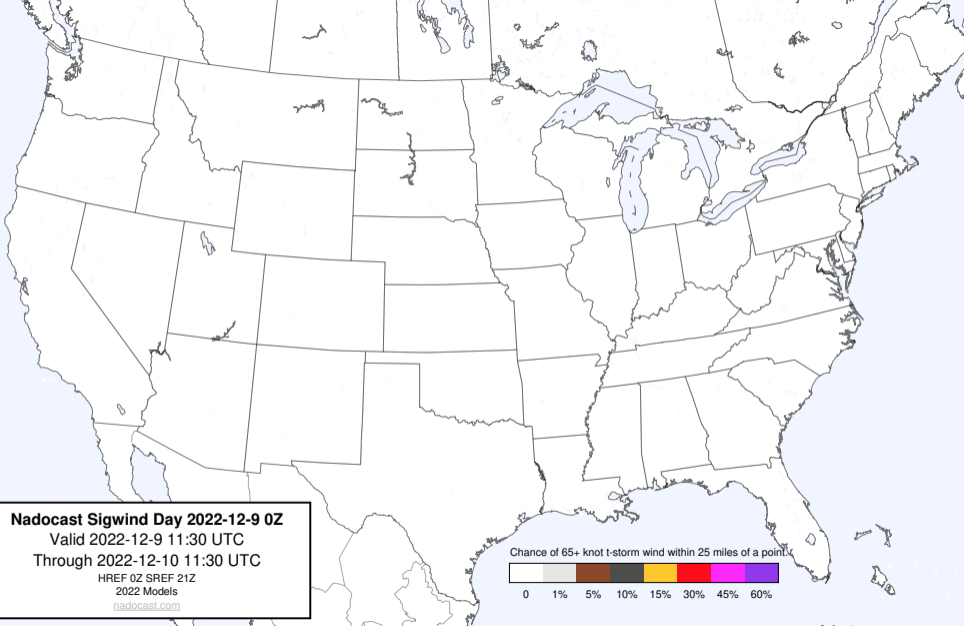 Nadocast Sigwind Day 2022-12-9 0Z
Valid 2022-12-9 11:30 UTC
Through 2022-12-10 11:30 UTC
HREF 0Z SREF 21Z
2022 Models
nadocast.com
Chance of 65+ knot t-storm wind within 25 miles of a point.
0 1% 5% 10% 15% 30% 45% 60%